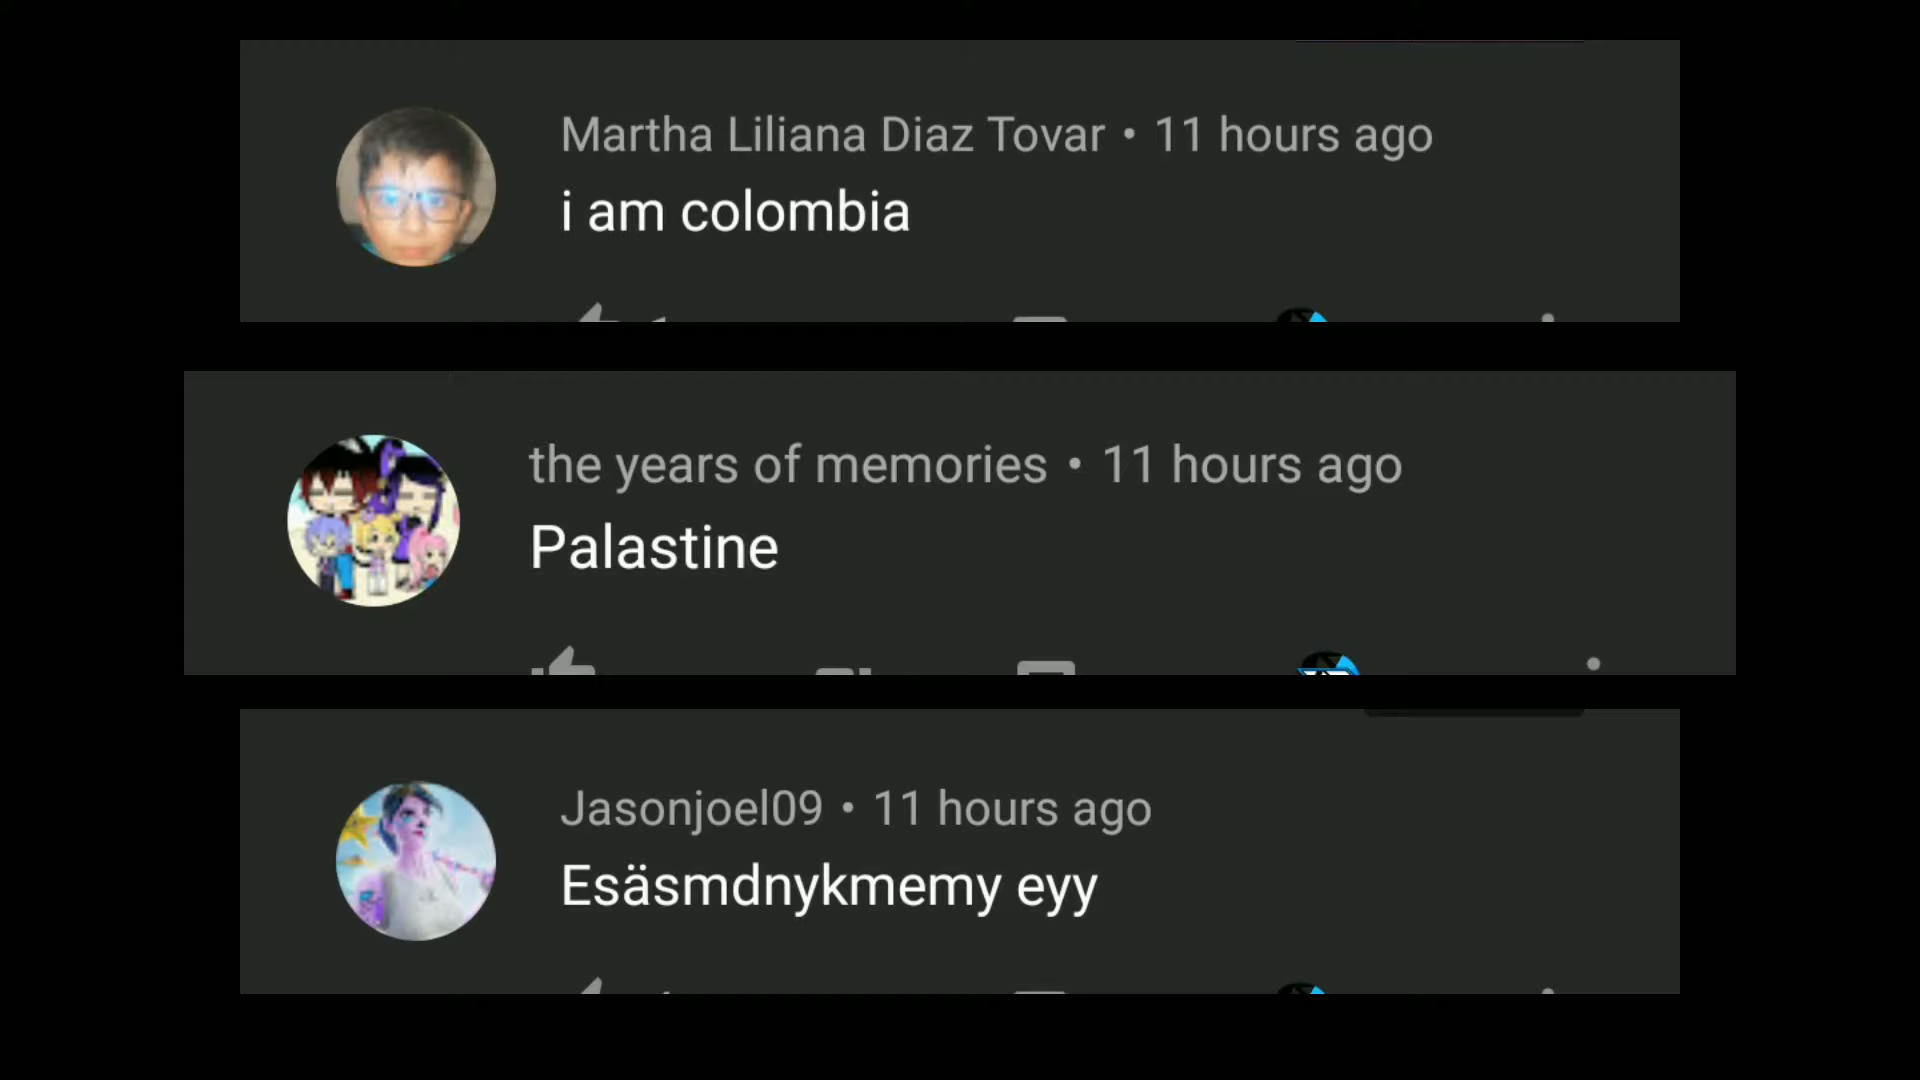 Martha Liliana Diaz Tovar • 11 hours ago
i am colombia
the years of memories • 11 hours ago
Palastine
Jasonjoel09 • 11 hours ago
Esäsmdnykmemy eyy